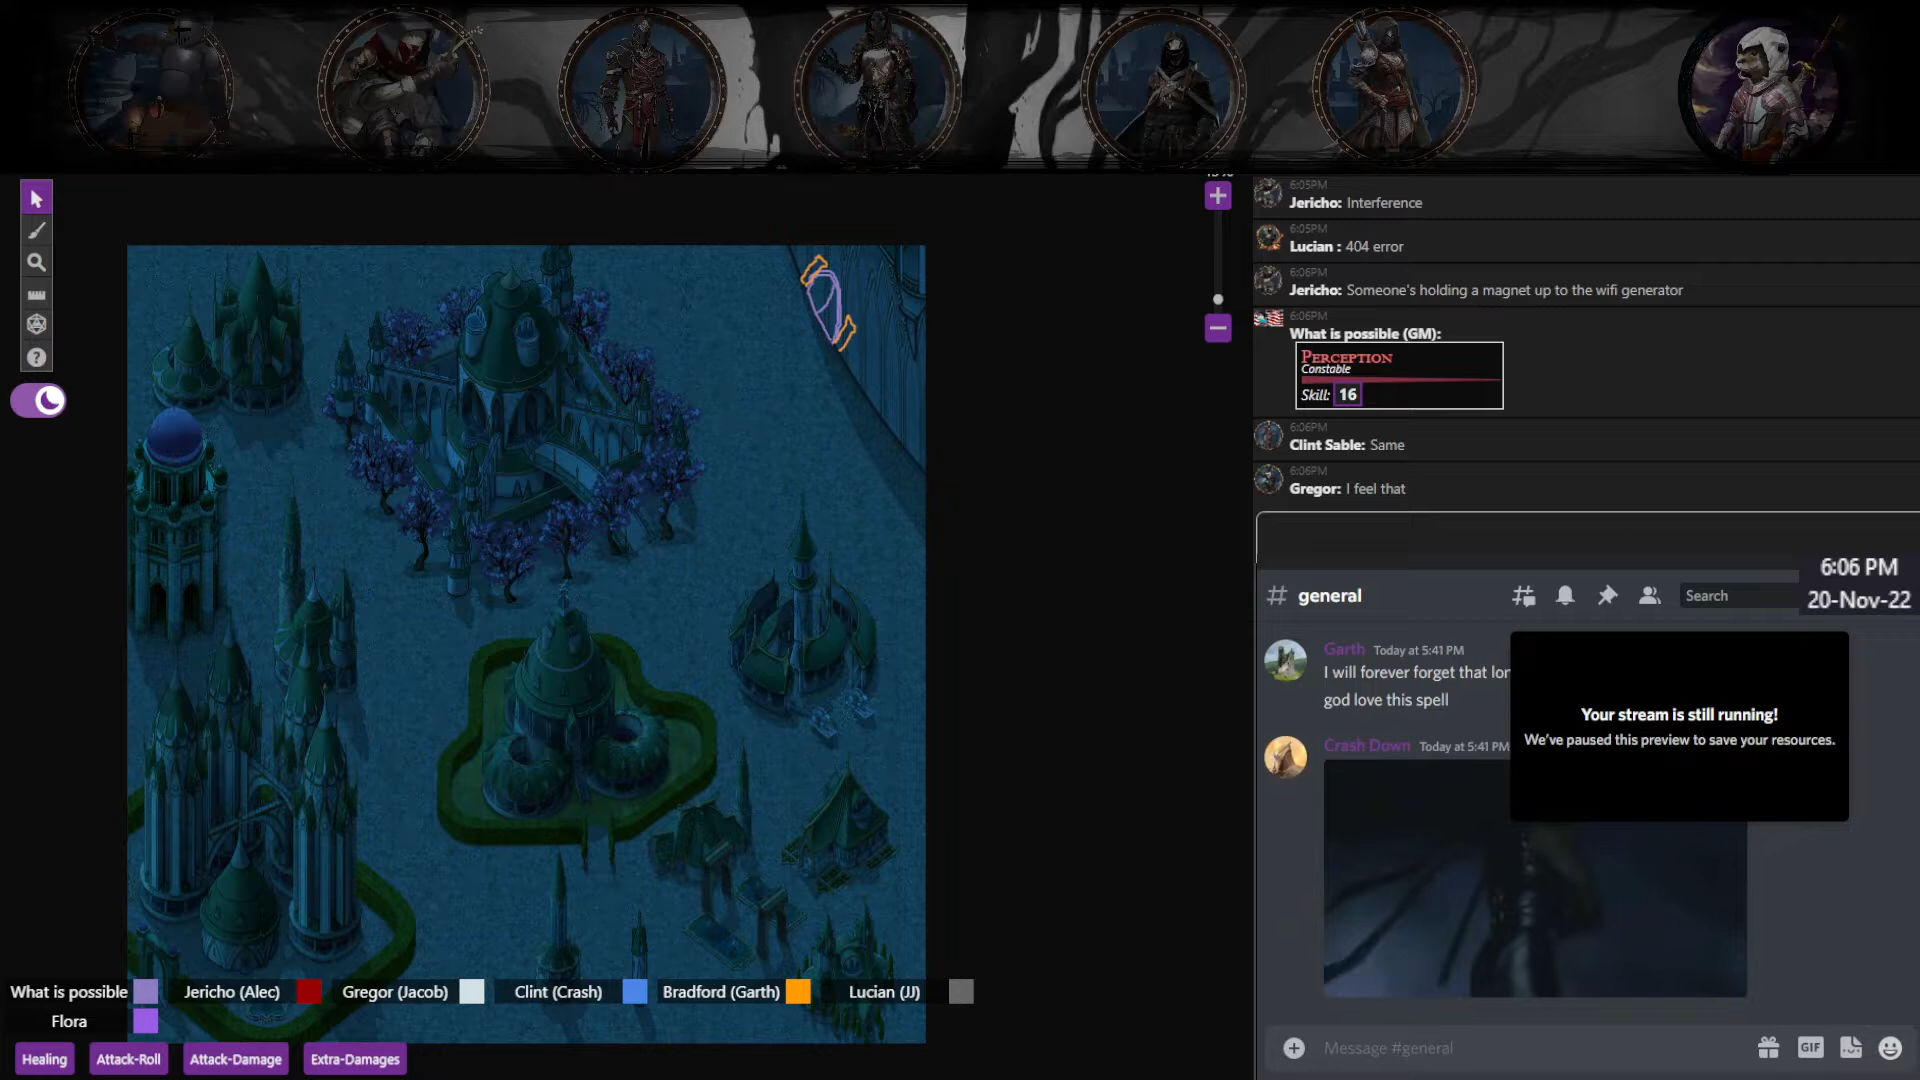 6:05PM
Jericho: Interference
6:05PM
Lucian : 404 error
6:06PM
Jericho: Someone's holding a magnet up to the wifi generator
6:06PM
What is possible (GM):
PERCEPTION
Constable
Skill: 16
6:06PM
Clint Sable: Same
6:06PM
Gregor: I feel that
6:06 PM
20-Nov-22
# general
Search
Garth Today at 5:41 PM
I will forever forget that lor
god love this spell
Your stream is still running!
We've paused this preview to save your resources.
Crash Down Today at 5:41 PM
Message #general
GIF
What is possible
Jericho (Alec)
Gregor (Jacob)
Clint (Crash)
Bradford (Garth)
Lucian (JJ)
Flora
Healing
Attack-Roll
Attack-Damage
Extra-Damages